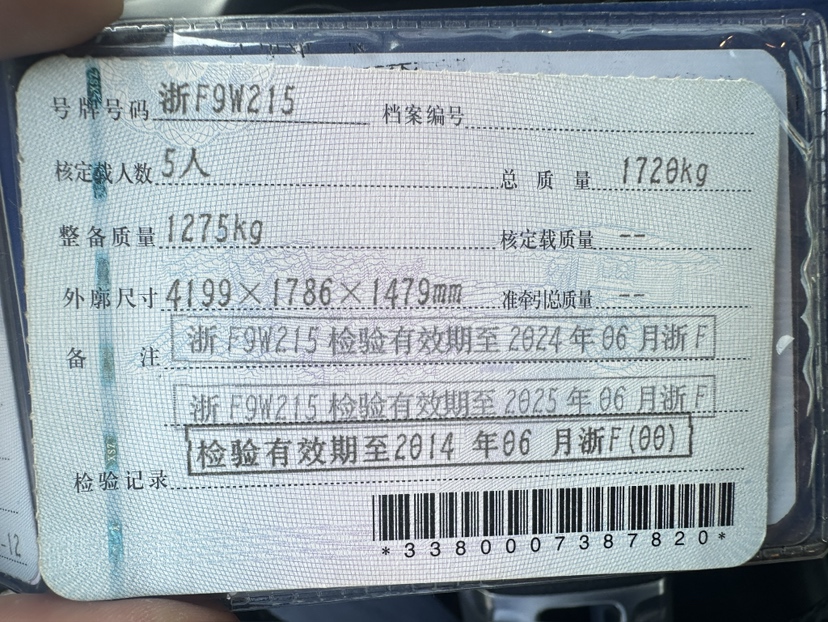 号牌号码 浙F9W215 档案编号
核定载人数 5人 总质量 1720kg
整备质量 1275kg 核定载质量 --
外廓尺寸 4199×1786×1479mm 准牵引总质量 --
备注 浙F9W215检验有效期至2024年06月浙F
浙F9W215检验有效期至2025年06月浙F
检验有效期至2014年06月浙F(00)
检验记录
*3380007387820*
-12